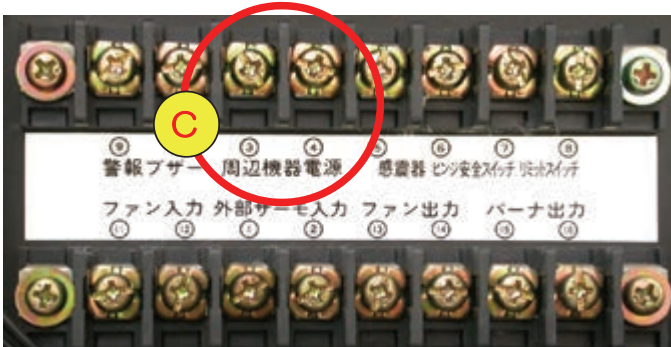 C
⑨ ③ ④ ⑤ ⑥ ⑦ ⑧
警報ブザー 周辺機器電源 感震器 ヒンジ安全スイッチ リミットスイッチ
ファン入力 外部サーモ入力 ファン出力 バーナ出力
⑪ ⑫ ① ② ⑬ ⑭ ⑮ ⑯